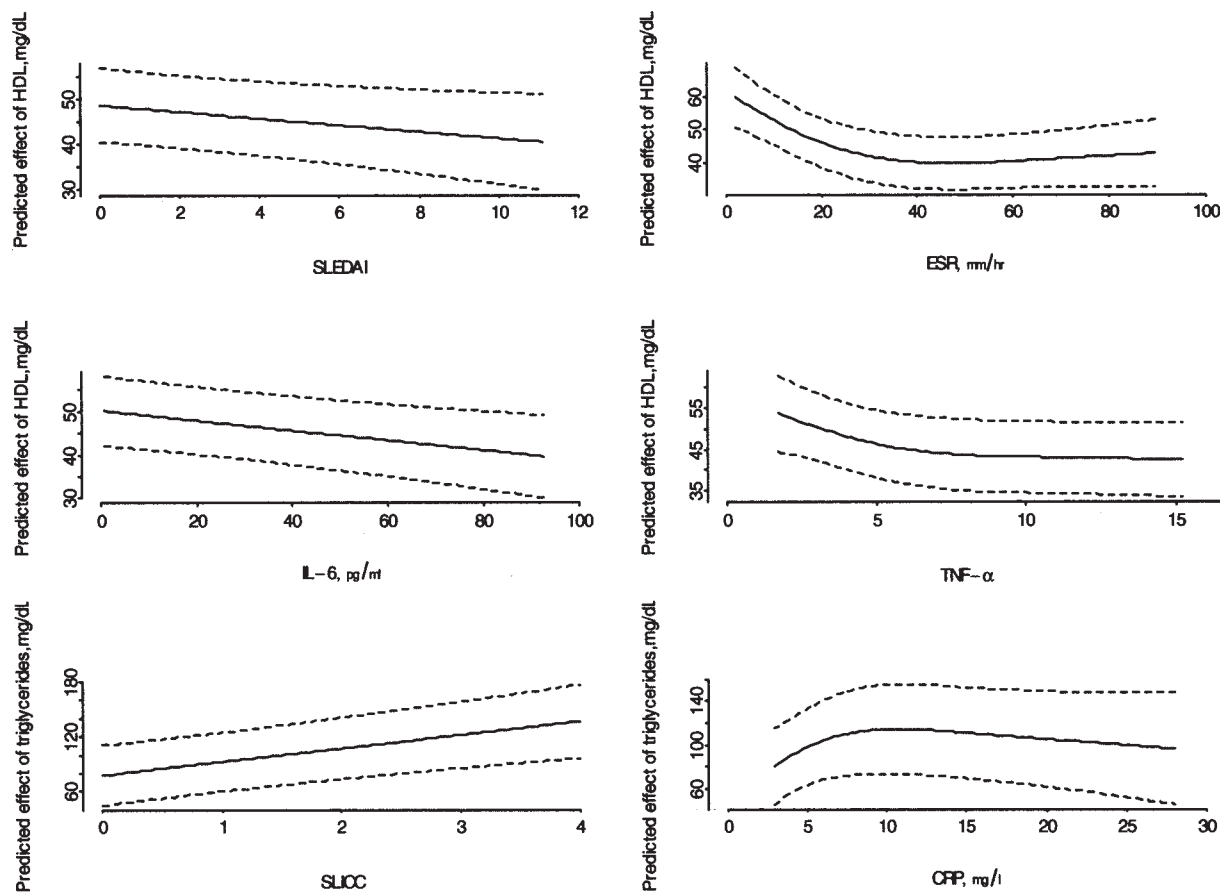 Predicted effect of HDL,mg/dL
50
40
30
0 2 4 6 8 10 12
SLEDAI
Predicted effect of HDL,mg/dL
60
50
40
0 20 40 60 80 100
ESR, mm/hr
Predicted effect of HDL,mg/dL
50
40
30
0 20 40 60 80 100
IL-6, pg/ml
Predicted effect of HDL,mg/dL
55
45
35
0 5 10 15
TNF-α
Predicted effect of triglycerides,mg/dL
180
120
60
0 1 2 3 4
SLICC
Predicted effect of triglycerides,mg/dL
140
100
60
0 5 10 15 20 25 30
CRP, mg/l